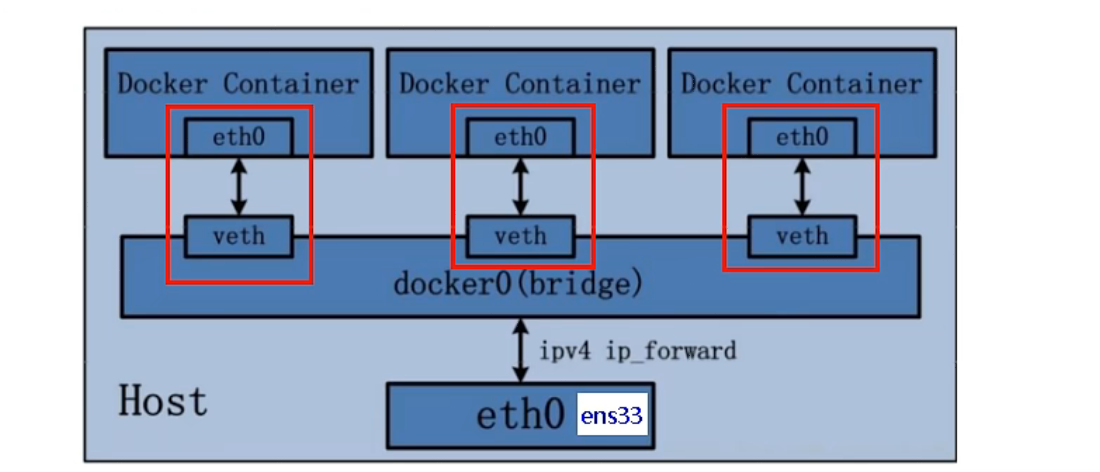 Docker Container
Docker Container
Docker Container
eth0
eth0
eth0
veth
veth
veth
docker0(bridge)
ipv4 ip_forward
Host
eth0
ens33